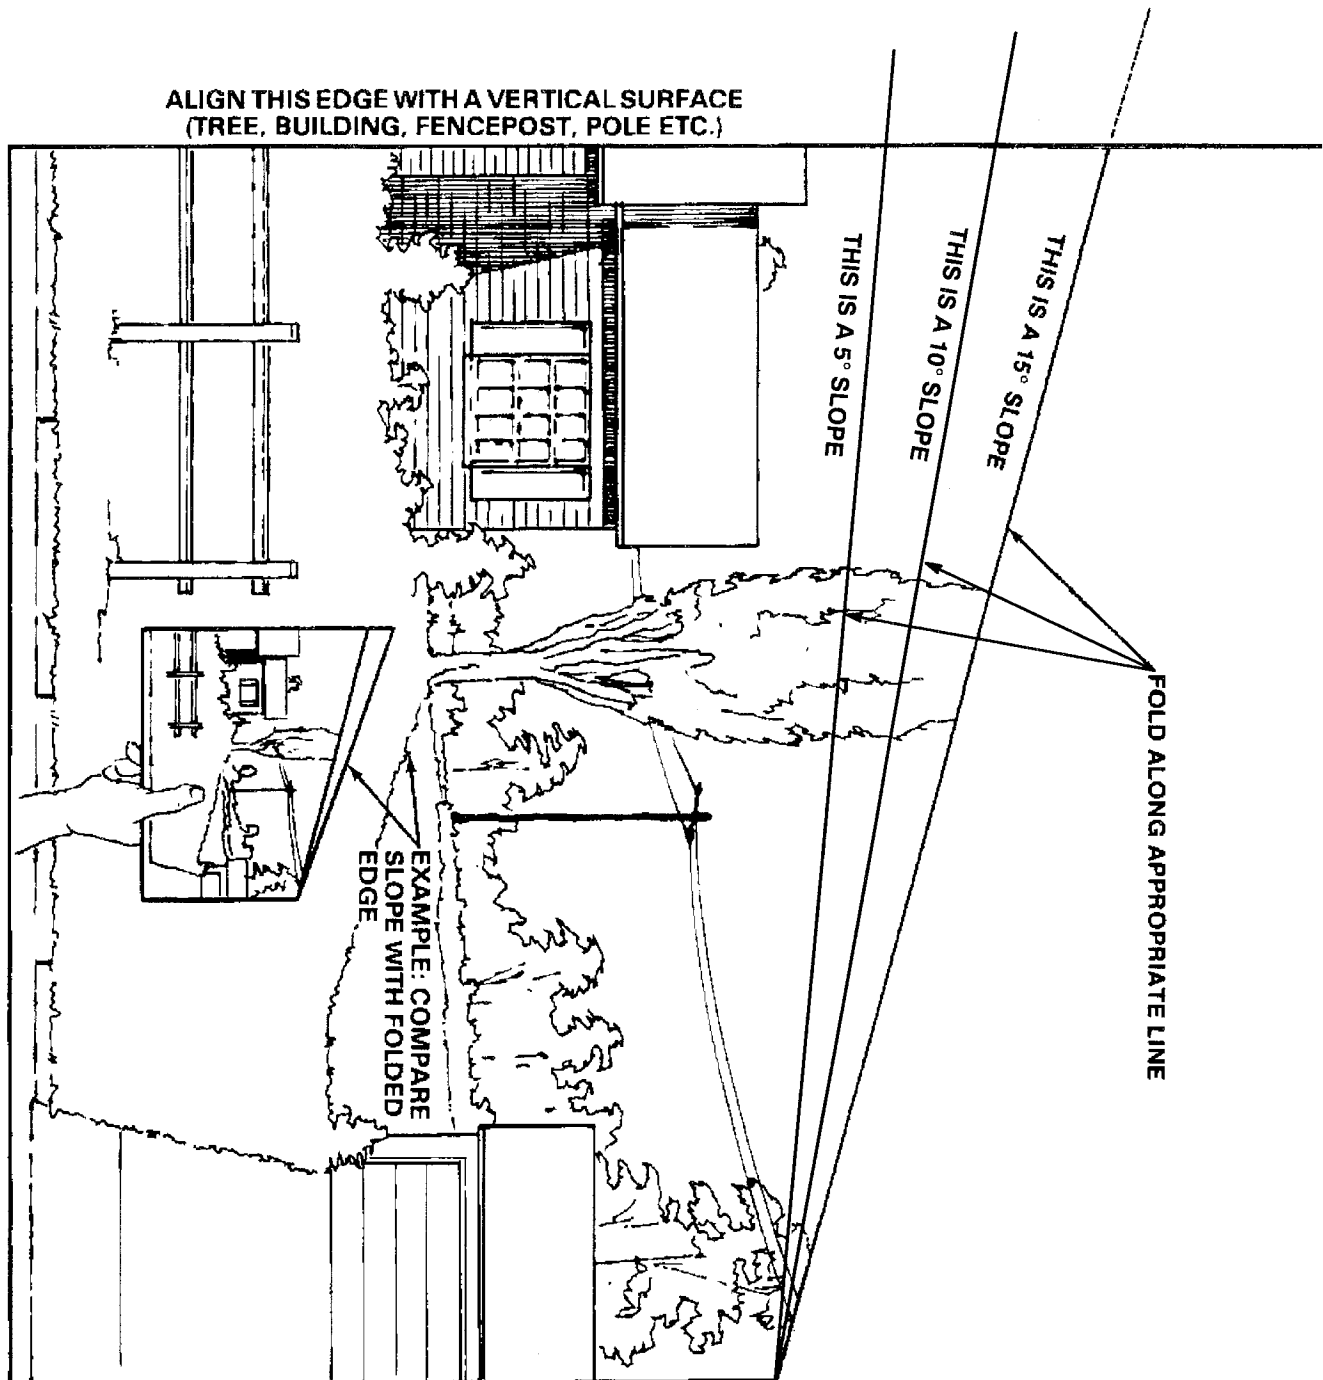 ALIGN THIS EDGE WITH A VERTICAL SURFACE
(TREE, BUILDING, FENCEPOST, POLE ETC.)
THIS IS A 15° SLOPE
THIS IS A 10° SLOPE
THIS IS A 5° SLOPE
FOLD ALONG APPROPRIATE LINE
EXAMPLE: COMPARE
SLOPE WITH FOLDED
EDGE